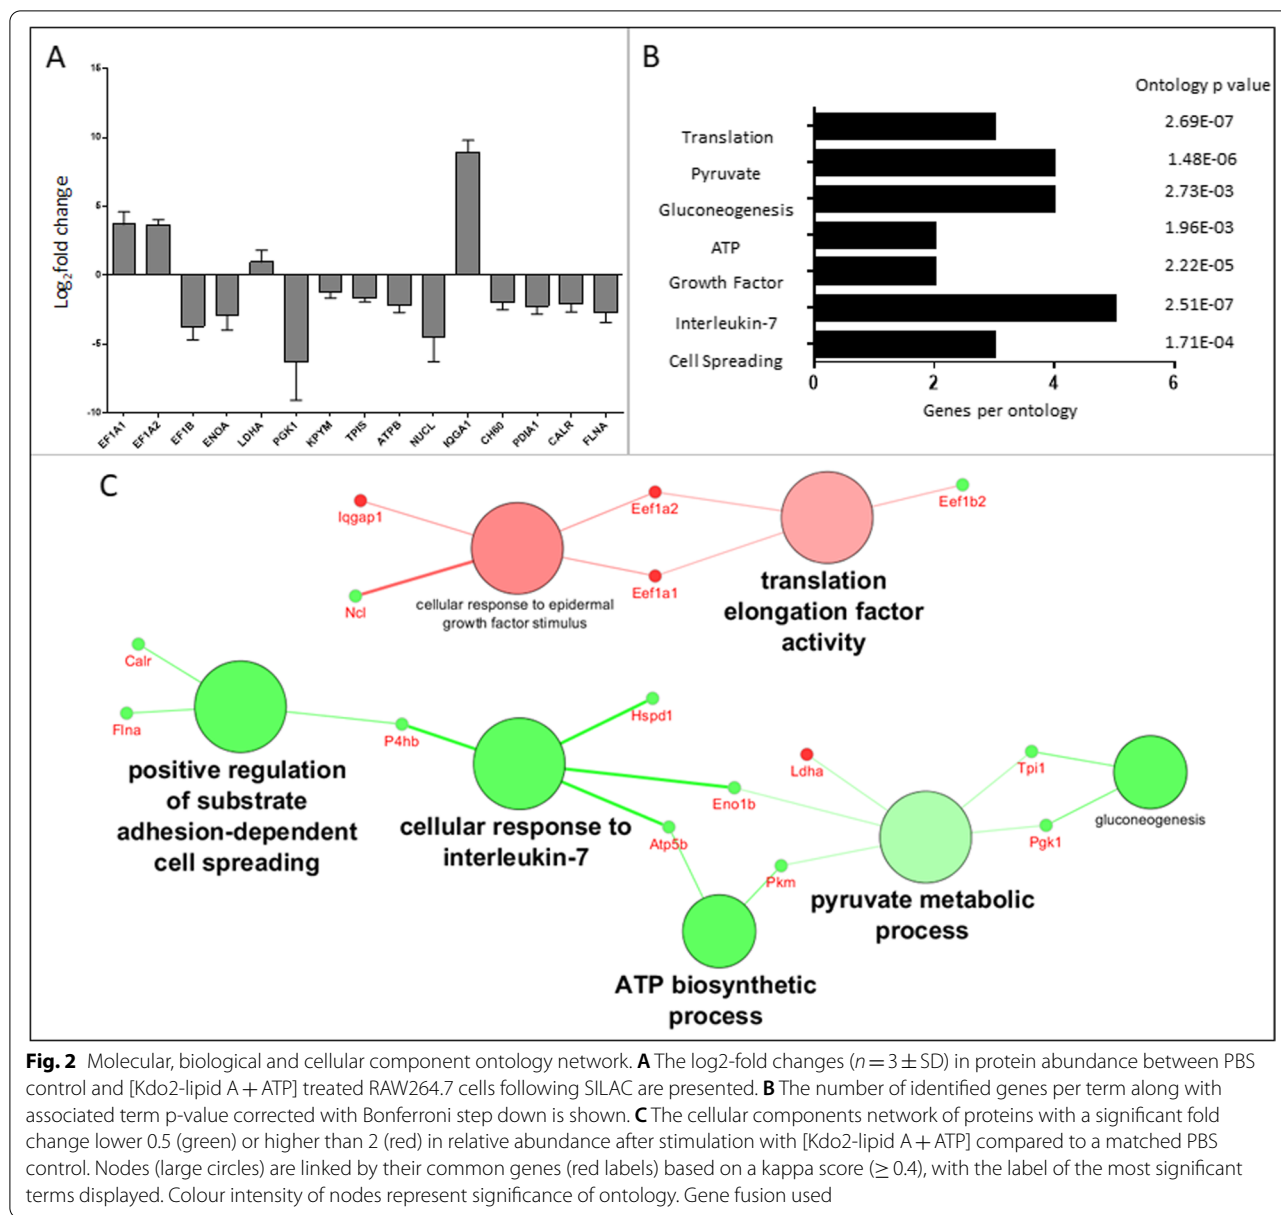 A
15
10
5
0
-5
-10
Log2fold change
EF1A1
EF1A2
EF1B
ENOA
LDHA
PGK1
KPYM
TPIS
ATPB
NUCL
IQGA1
CH60
PDIA1
CALR
FLNA
B
Ontology p value
Translation 2.69E-07
Pyruvate 1.48E-06
Gluconeogenesis 2.73E-03
ATP 1.96E-03
Growth Factor 2.22E-05
Interleukin-7 2.51E-07
Cell Spreading 1.71E-04
0 2 4 6
Genes per ontology
C
Iqgap1
Ncl
cellular response to epidermal
growth factor stimulus
Eef1a2
Eef1a1
translation
elongation factor
activity
Eef1b2
Calr
Flna
P4hb
positive regulation
of substrate
adhesion-dependent
cell spreading
Hspd1
Eno1b
Atp5b
cellular response to
interleukin-7
Ldha
Tpi1
Pgk1
gluconeogenesis
Pkm
pyruvate metabolic
process
ATP biosynthetic
process
Fig. 2 Molecular, biological and cellular component ontology network. A The log2-fold changes (n = 3 ± SD) in protein abundance between PBS
control and [Kdo2-lipid A + ATP] treated RAW264.7 cells following SILAC are presented. B The number of identified genes per term along with
associated term p-value corrected with Bonferroni step down is shown. C The cellular components network of proteins with a significant fold
change lower 0.5 (green) or higher than 2 (red) in relative abundance after stimulation with [Kdo2-lipid A + ATP] compared to a matched PBS
control. Nodes (large circles) are linked by their common genes (red labels) based on a kappa score (≥ 0.4), with the label of the most significant
terms displayed. Colour intensity of nodes represent significance of ontology. Gene fusion used